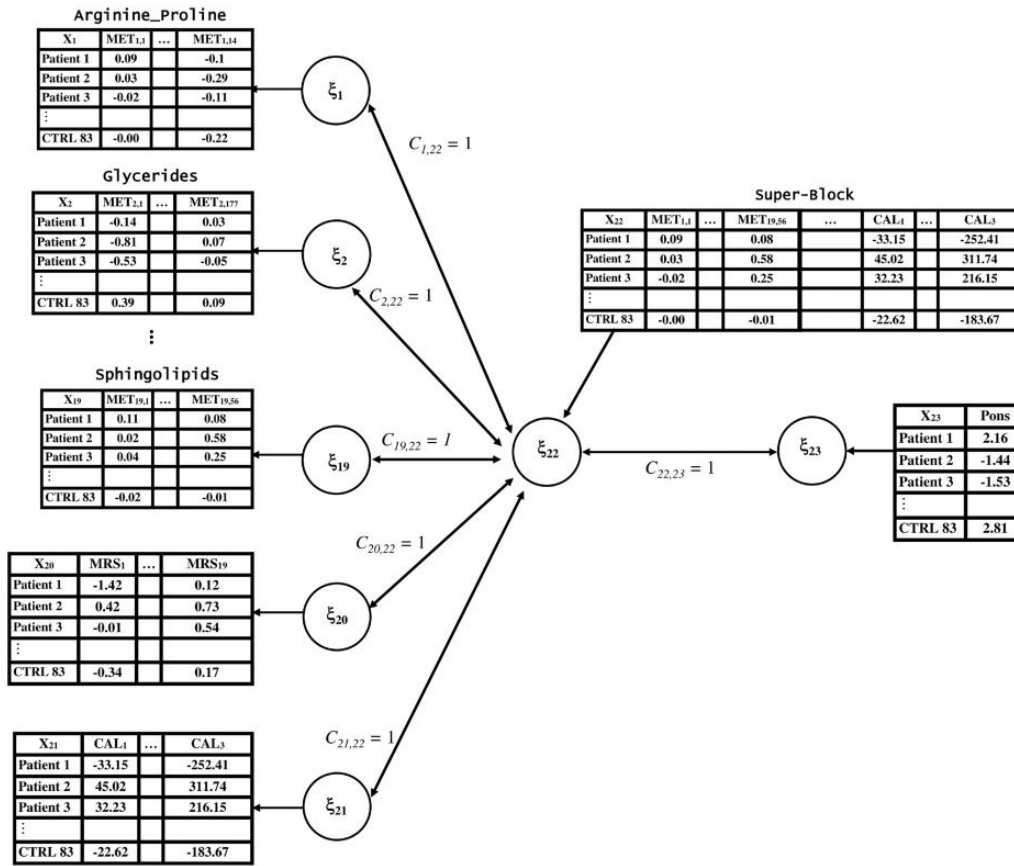 Arginine_Proline
X1 MET1,1 ... MET1,14
Patient 1 0.09 -0.1
Patient 2 0.03 -0.29
Patient 3 -0.02 -0.11
⋮
CTRL 83 -0.00 -0.22
ξ1
C1,22 = 1
Glycerides
X2 MET2,1 ... MET2,177
Patient 1 -0.14 0.03
Patient 2 -0.81 0.07
Patient 3 -0.53 -0.05
⋮
CTRL 83 0.39 0.09
ξ2
C2,22 = 1
⋮
Sphingolipids
X19 MET19,1 ... MET19,56
Patient 1 0.11 0.08
Patient 2 0.02 0.58
Patient 3 0.04 0.25
⋮
CTRL 83 -0.02 -0.01
ξ19
C19,22 = 1
X20 MRS1 ... MRS19
Patient 1 -1.42 0.12
Patient 2 0.42 0.73
Patient 3 -0.01 0.54
⋮
CTRL 83 -0.34 0.17
ξ20
C20,22 = 1
X21 CAL1 ... CAL3
Patient 1 -33.15 -252.41
Patient 2 45.02 311.74
Patient 3 32.23 216.15
⋮
CTRL 83 -22.62 -183.67
ξ21
C21,22 = 1
Super-Block
X22 MET1,1 ... MET19,56 ... CAL1 ... CAL3
Patient 1 0.09 0.08 -33.15 -252.41
Patient 2 0.03 0.58 45.02 311.74
Patient 3 -0.02 0.25 32.23 216.15
⋮
CTRL 83 -0.00 -0.01 -22.62 -183.67
ξ22
C22,23 = 1
ξ23
X23 Pons
Patient 1 2.16
Patient 2 -1.44
Patient 3 -1.53
⋮
CTRL 83 2.81